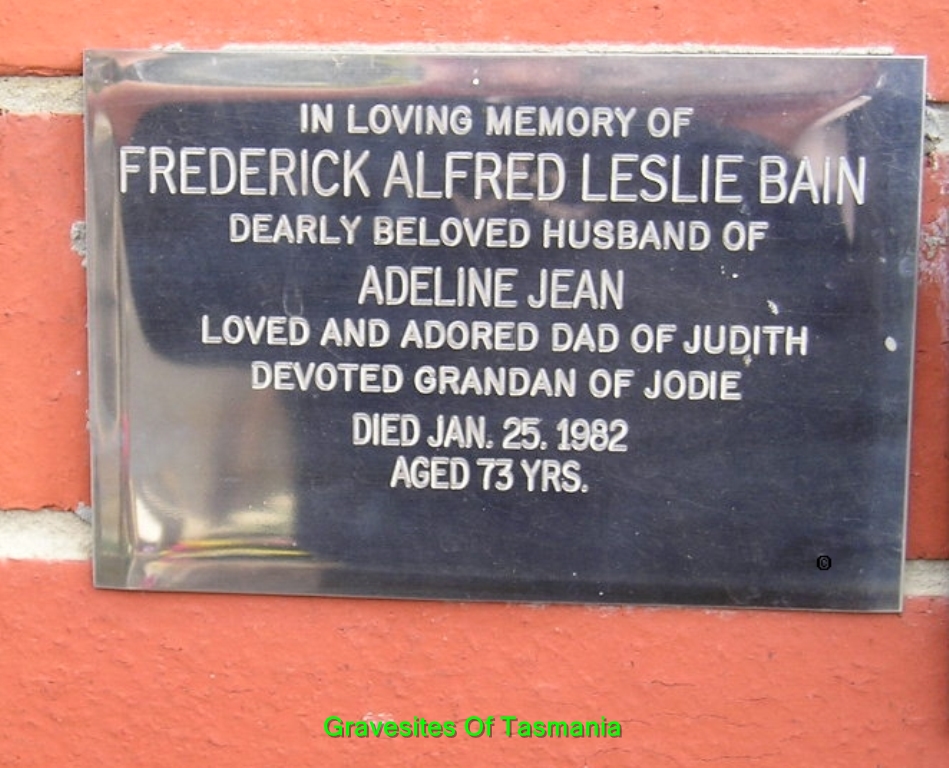 IN LOVING MEMORY OF
FREDERICK ALFRED LESLIE BAIN
DEARLY BELOVED HUSBAND OF
ADELINE JEAN
LOVED AND ADORED DAD OF JUDITH
DEVOTED GRANDAN OF JODIE
DIED JAN. 25. 1982
AGED 73 YRS.
©
Gravesites Of Tasmania